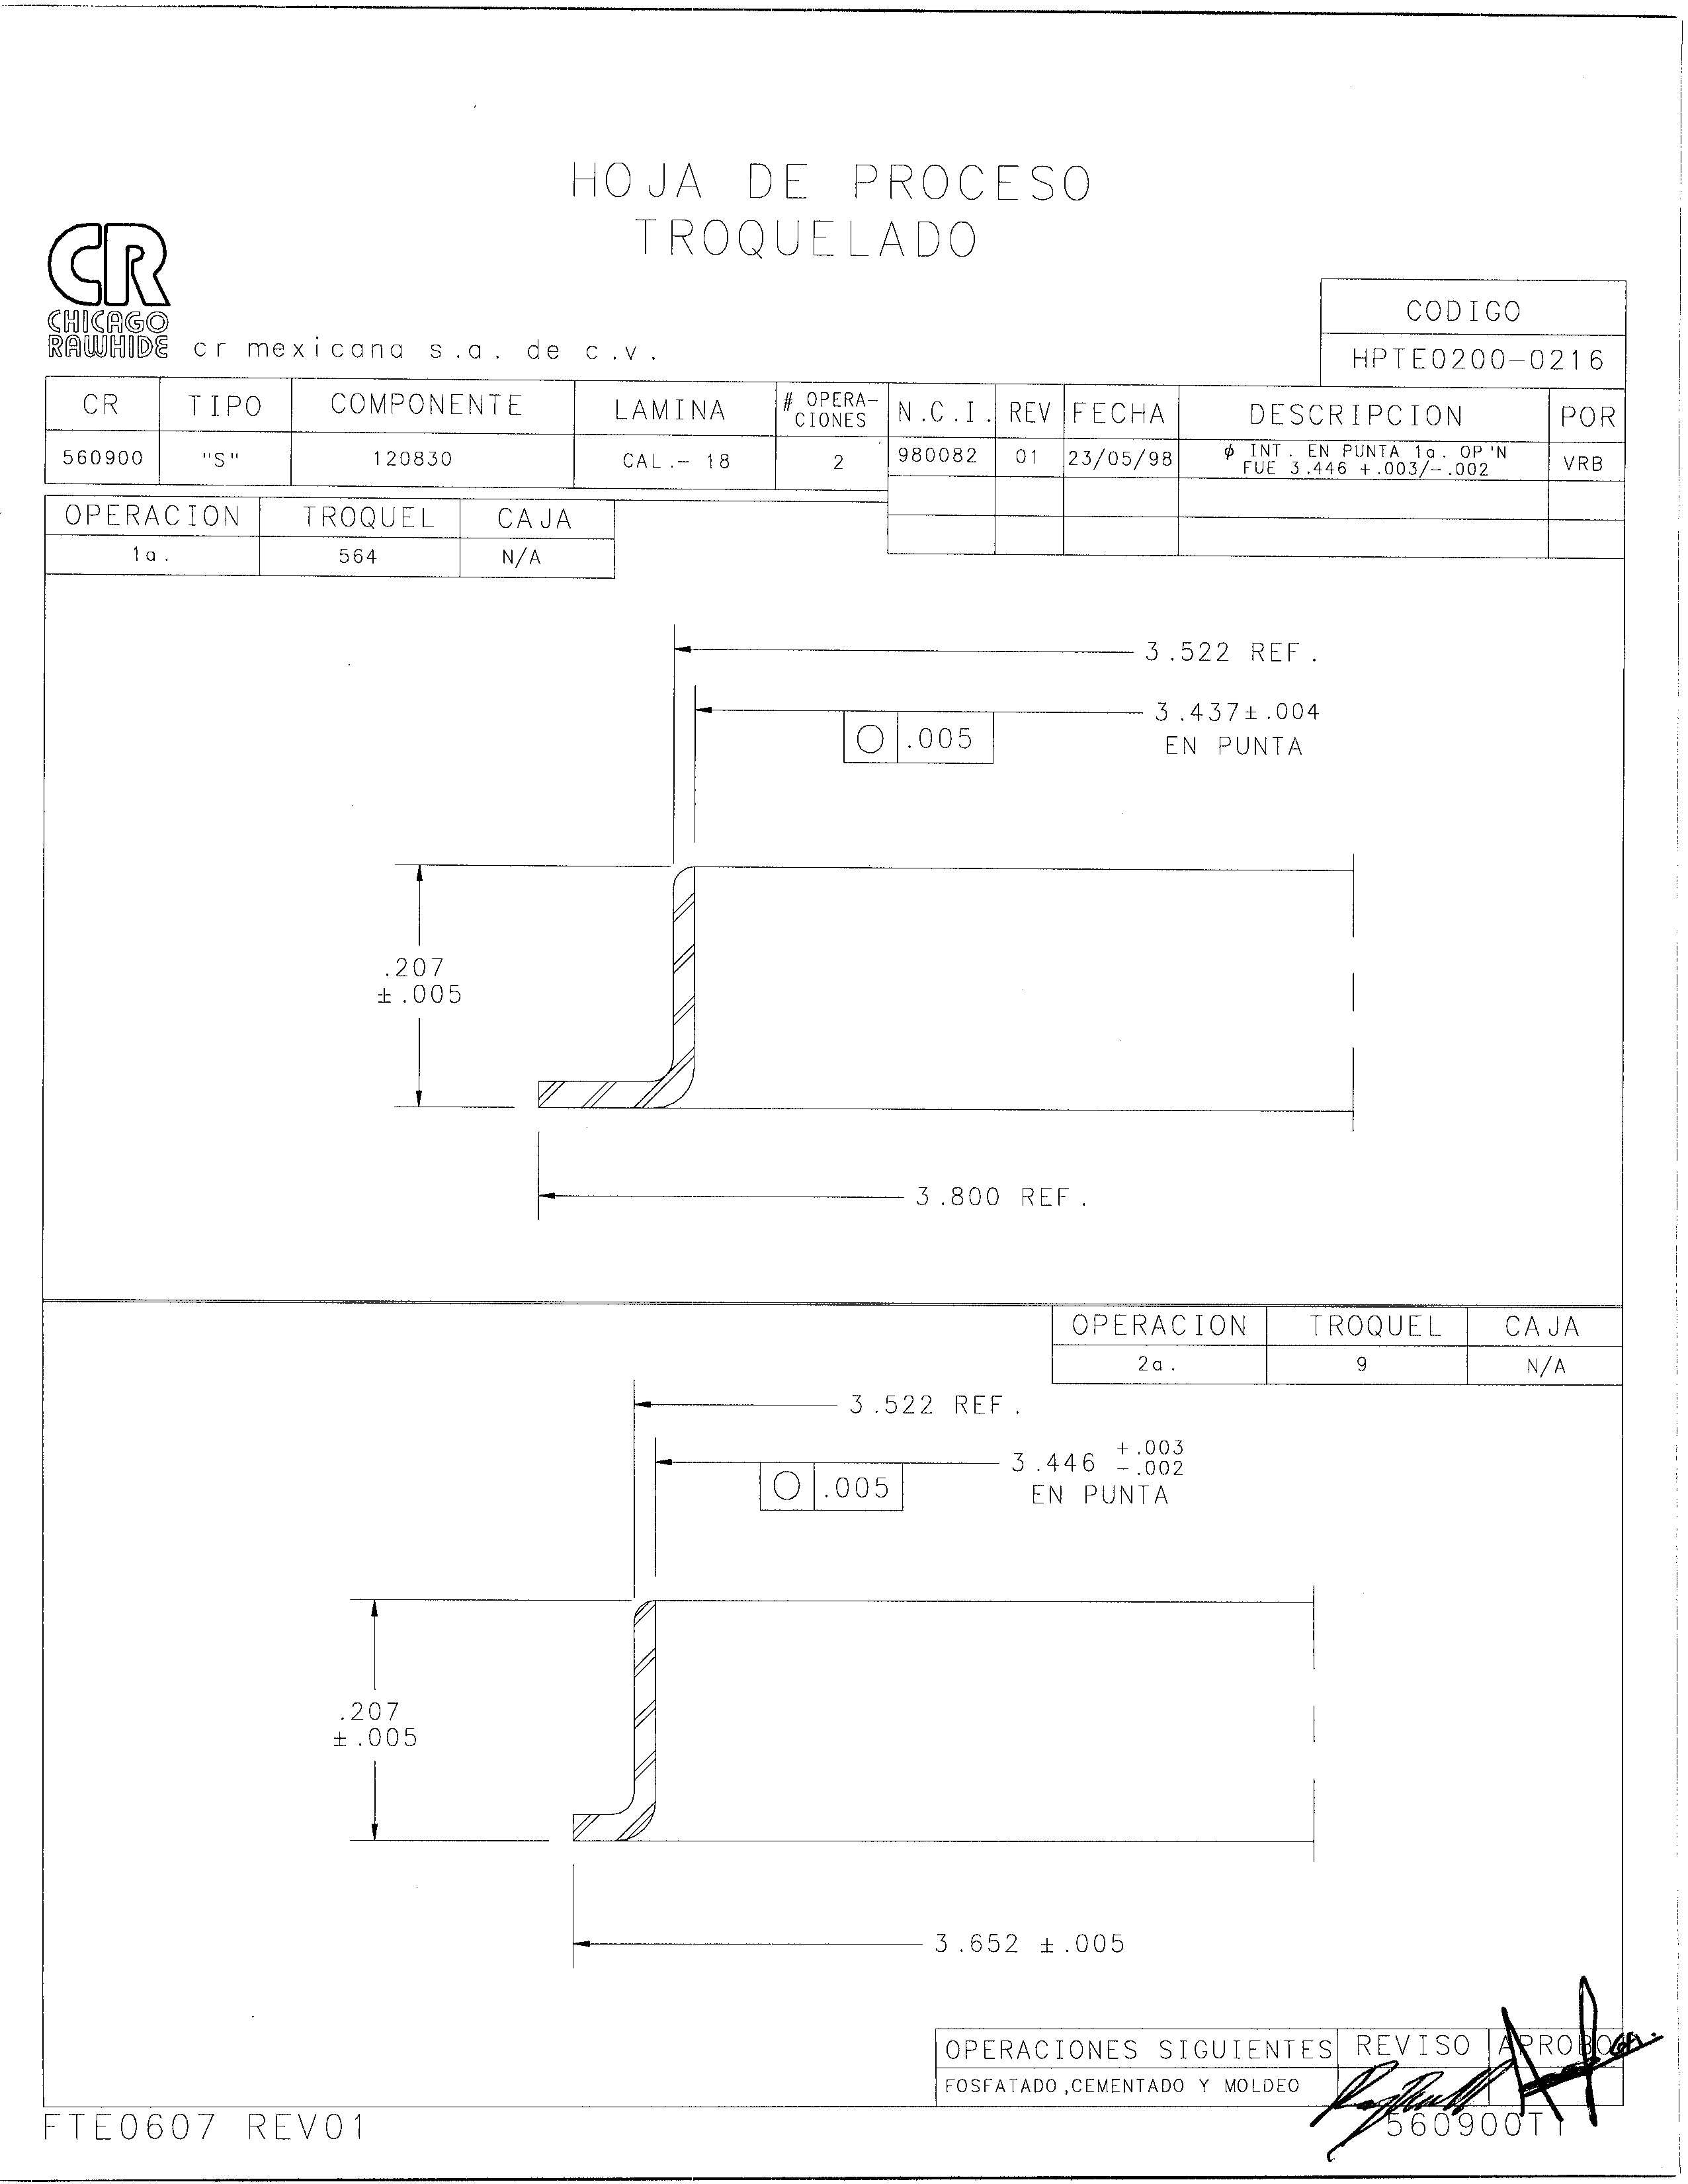 HOJA DE PROCESO
TROQUELADO
CR
CHICAGO
RAWHIDE
cr mexicana s.a. de c.v.
CODIGO
HPTE0200-0216
CR TIPO COMPONENTE LAMINA # OPERA-CIONES N.C.I. REV FECHA DESCRIPCION POR
560900 "S" 120830 CAL.- 18 2 980082 01 23/05/98 ϕ INT. EN PUNTA 1a. OP'N
FUE 3.446 +.003/-.002 VRB
OPERACION TROQUEL CAJA
1a. 564 N/A
3.522 REF.
3.437±.004
EN PUNTA
○ .005
.207
±.005
3.800 REF.
OPERACION TROQUEL CAJA
2a. 9 N/A
3.522 REF.
3.446 +.003
-.002
EN PUNTA
○ .005
.207
±.005
3.652 ±.005
OPERACIONES SIGUIENTES REVISO APROBO
FOSFATADO,CEMENTADO Y MOLDEO
FTE0607 REV01
560900T1